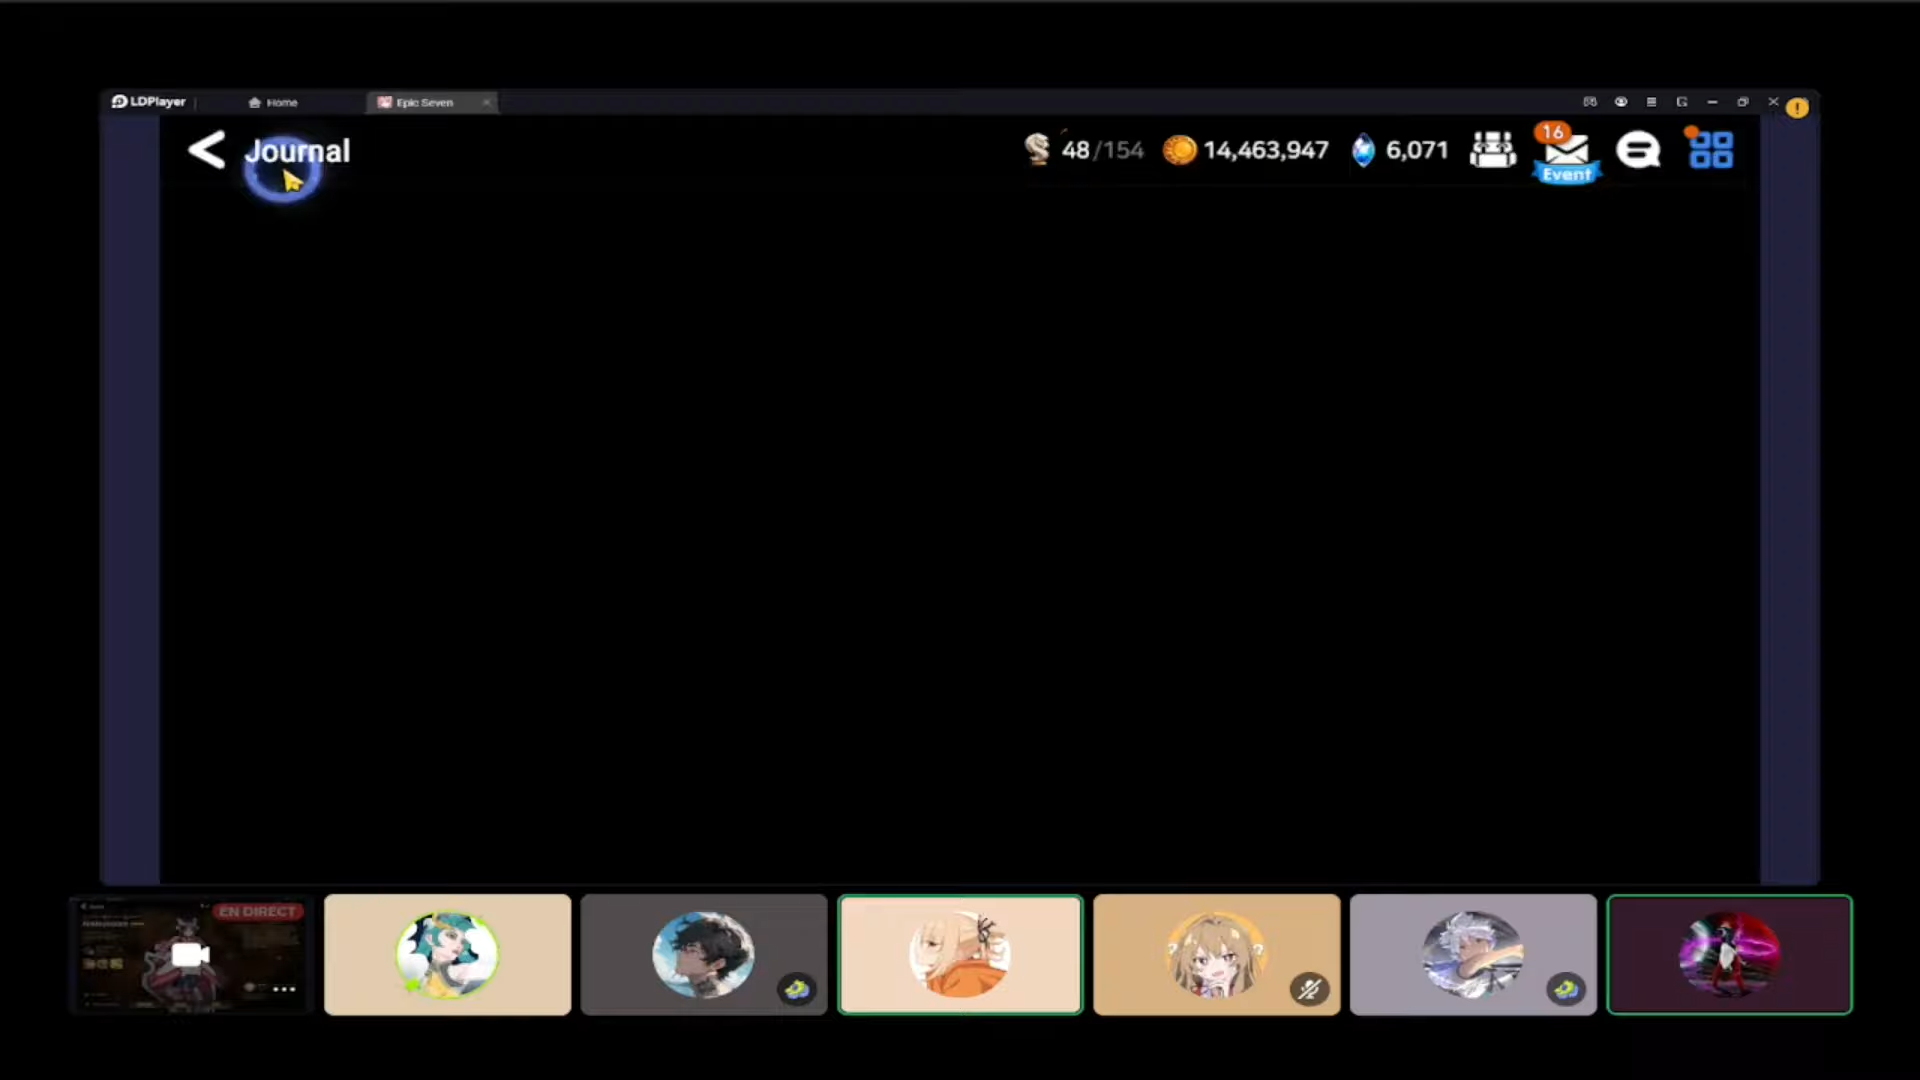 LDPlayer
Home
Epic Seven
Journal
48/154
14,463,947
6,071
16
Event
EN DIRECT